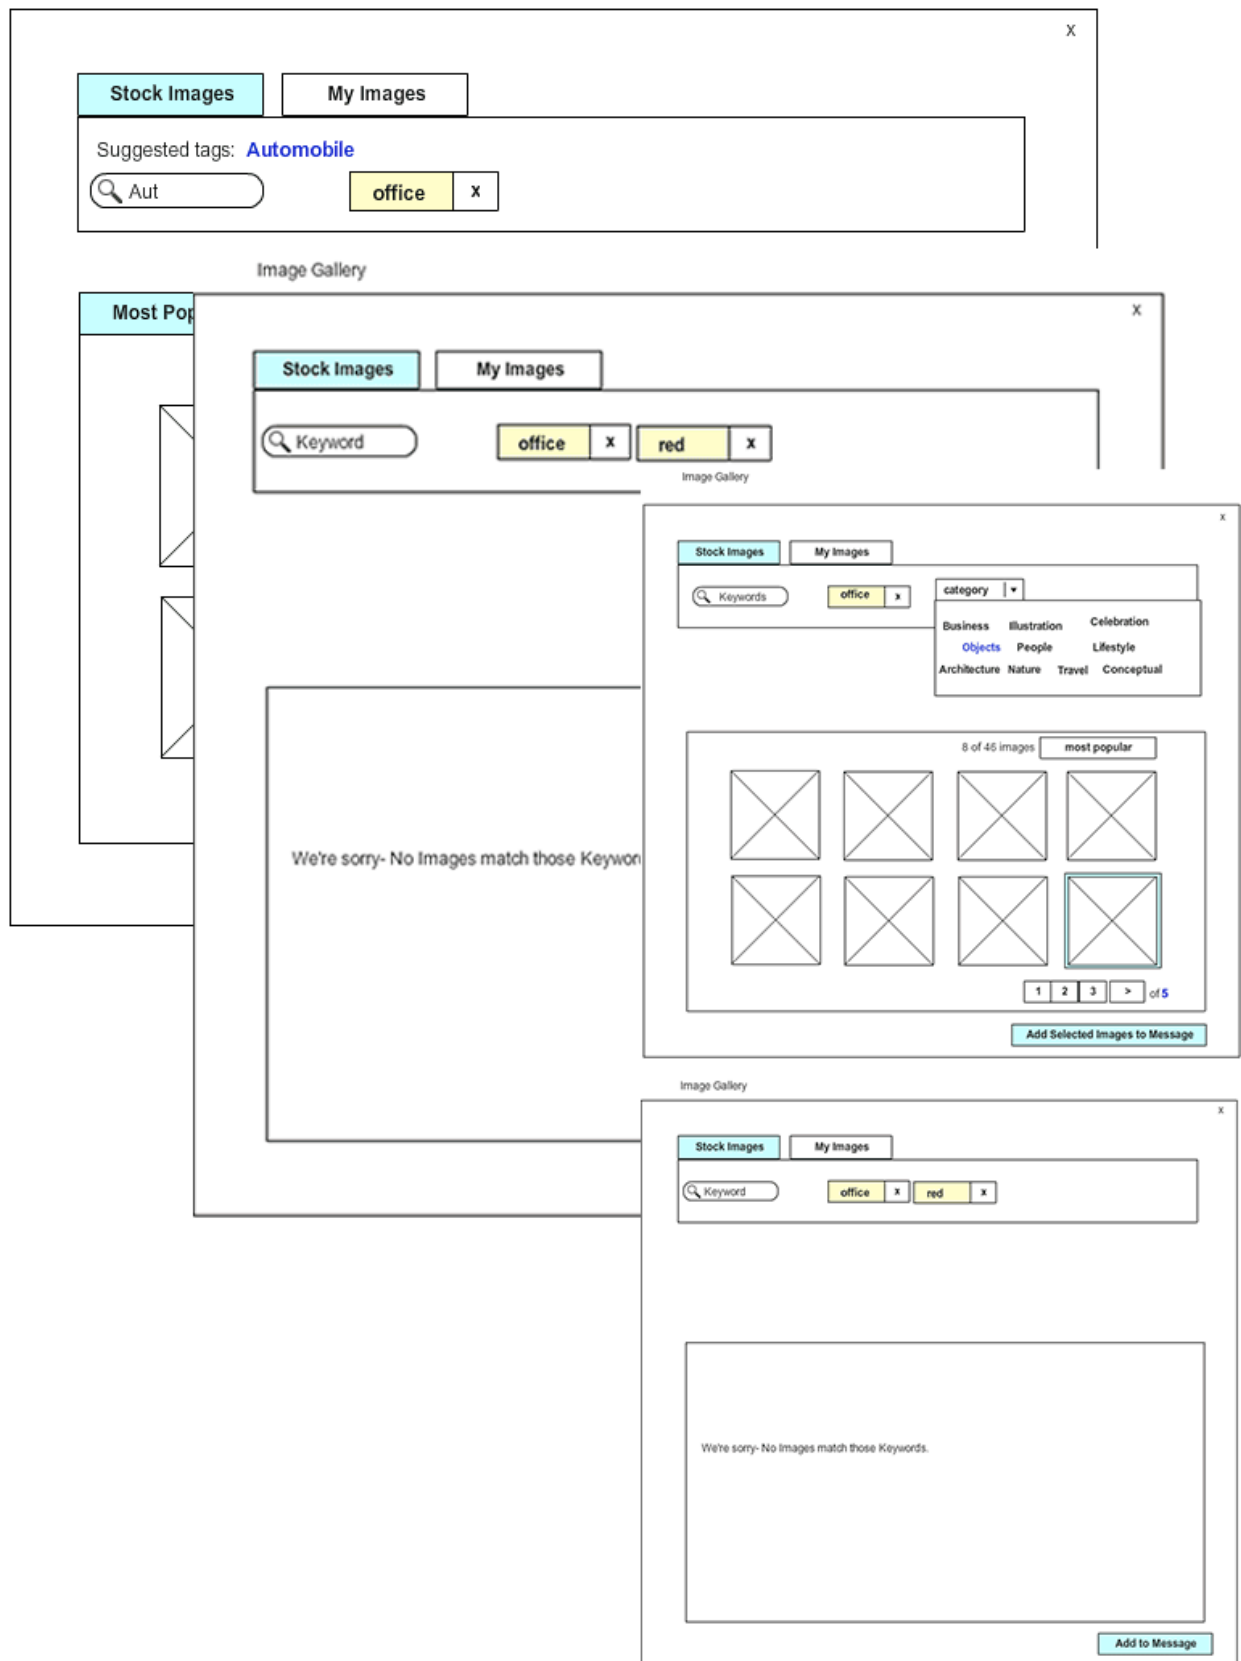 X
Stock Images My Images
Suggested tags: Automobile
Aut office x
Image Gallery
Most Pop
X
Stock Images My Images
Keyword office x red x
Image Gallery
x
Stock Images My Images
Keywords office x category
Business Illustration Celebration
Objects People Lifestyle
Architecture Nature Travel Conceptual
8 of 46 images most popular
We're sorry- No Images match those Keywor
1 2 3 > of 5
Add Selected Images to Message
Image Gallery
x
Stock Images My Images
Keyword office x red x
We're sorry- No Images match those Keywords.
Add to Message